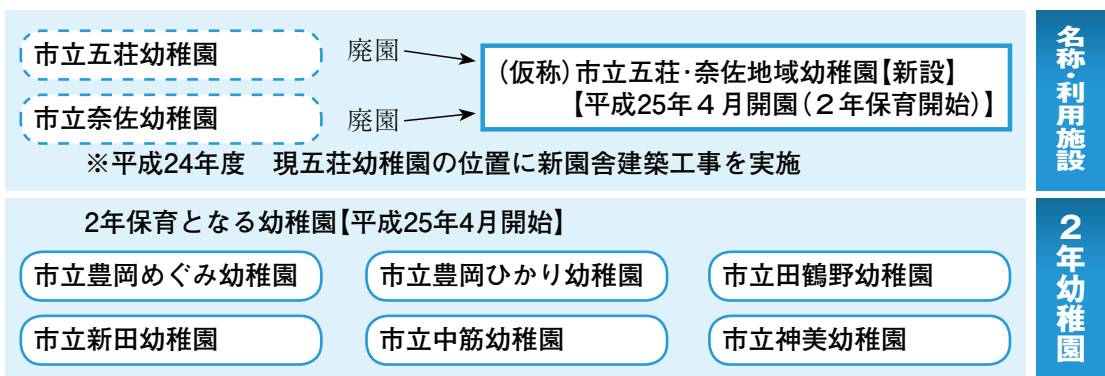 市立五荘幼稚園
廃園
(仮称)市立五荘･奈佐地域幼稚園【新設】
【平成25年４月開園(２年保育開始)】
市立奈佐幼稚園
廃園
※平成24年度　現五荘幼稚園の位置に新園舎建築工事を実施
名称･利用施設
2年保育となる幼稚園【平成25年4月開始】
市立豊岡めぐみ幼稚園
市立豊岡ひかり幼稚園
市立田鶴野幼稚園
市立新田幼稚園
市立中筋幼稚園
市立神美幼稚園
２年幼稚園